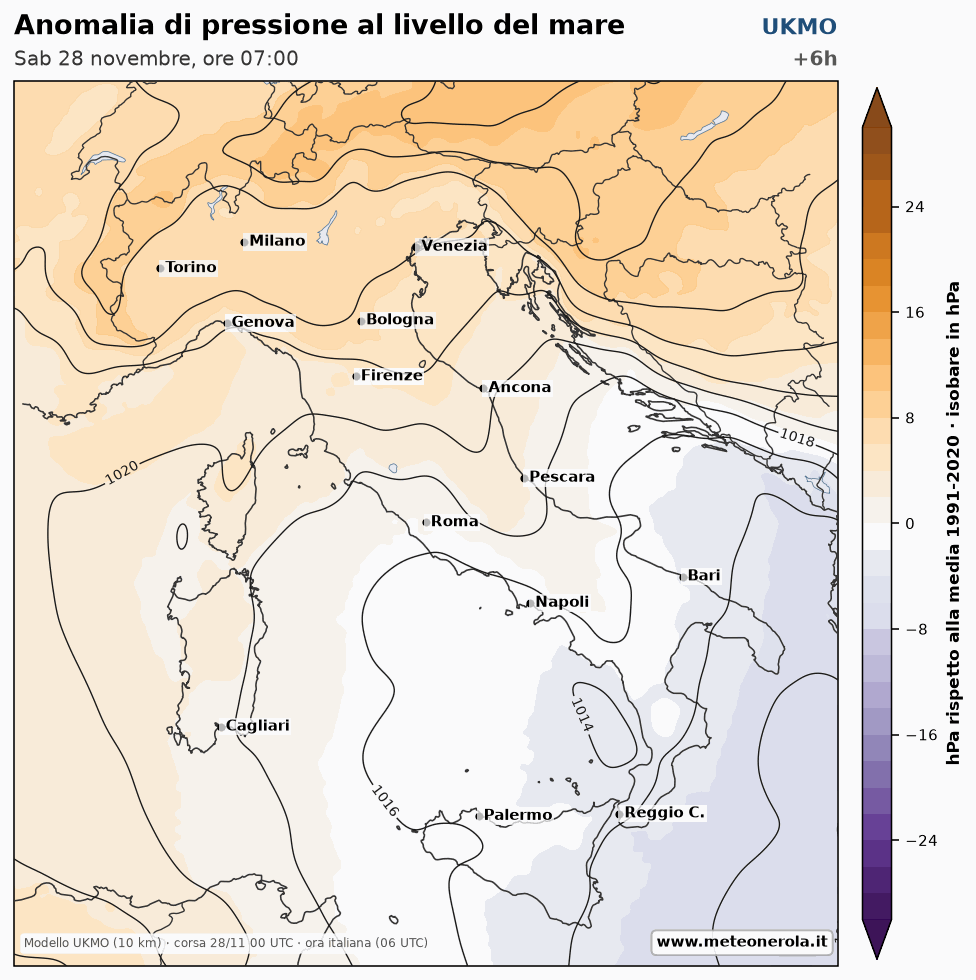 Anomalia di pressione al livello del mare
UKMO
Sab 28 novembre, ore 07:00
+6h
Milano
Venezia
Torino
Genova
Bologna
Firenze
Ancona
1018
1020
Pescara
Roma
Bari
Napoli
1014
Cagliari
1016
Palermo
Reggio C.
24
16
8
0
−8
−16
−24
hPa rispetto alla media 1991-2020 · isobare in hPa
Modello UKMO (10 km) · corsa 28/11 00 UTC · ora italiana (06 UTC)
www.meteonerola.it